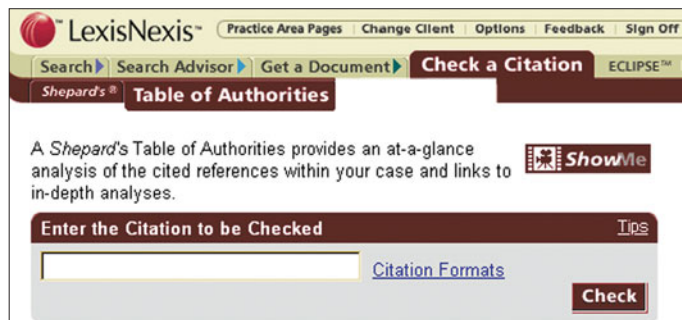 LexisNexis™ Practice Area Pages Change Client Options Feedback Sign Off
Search Search Advisor Get a Document Check a Citation ECLIPSE™
Shepard's® Table of Authorities
A Shepard's Table of Authorities provides an at-a-glance
analysis of the cited references within your case and links to
in-depth analyses.
ShowMe
Enter the Citation to be Checked Tips
Citation Formats
Check